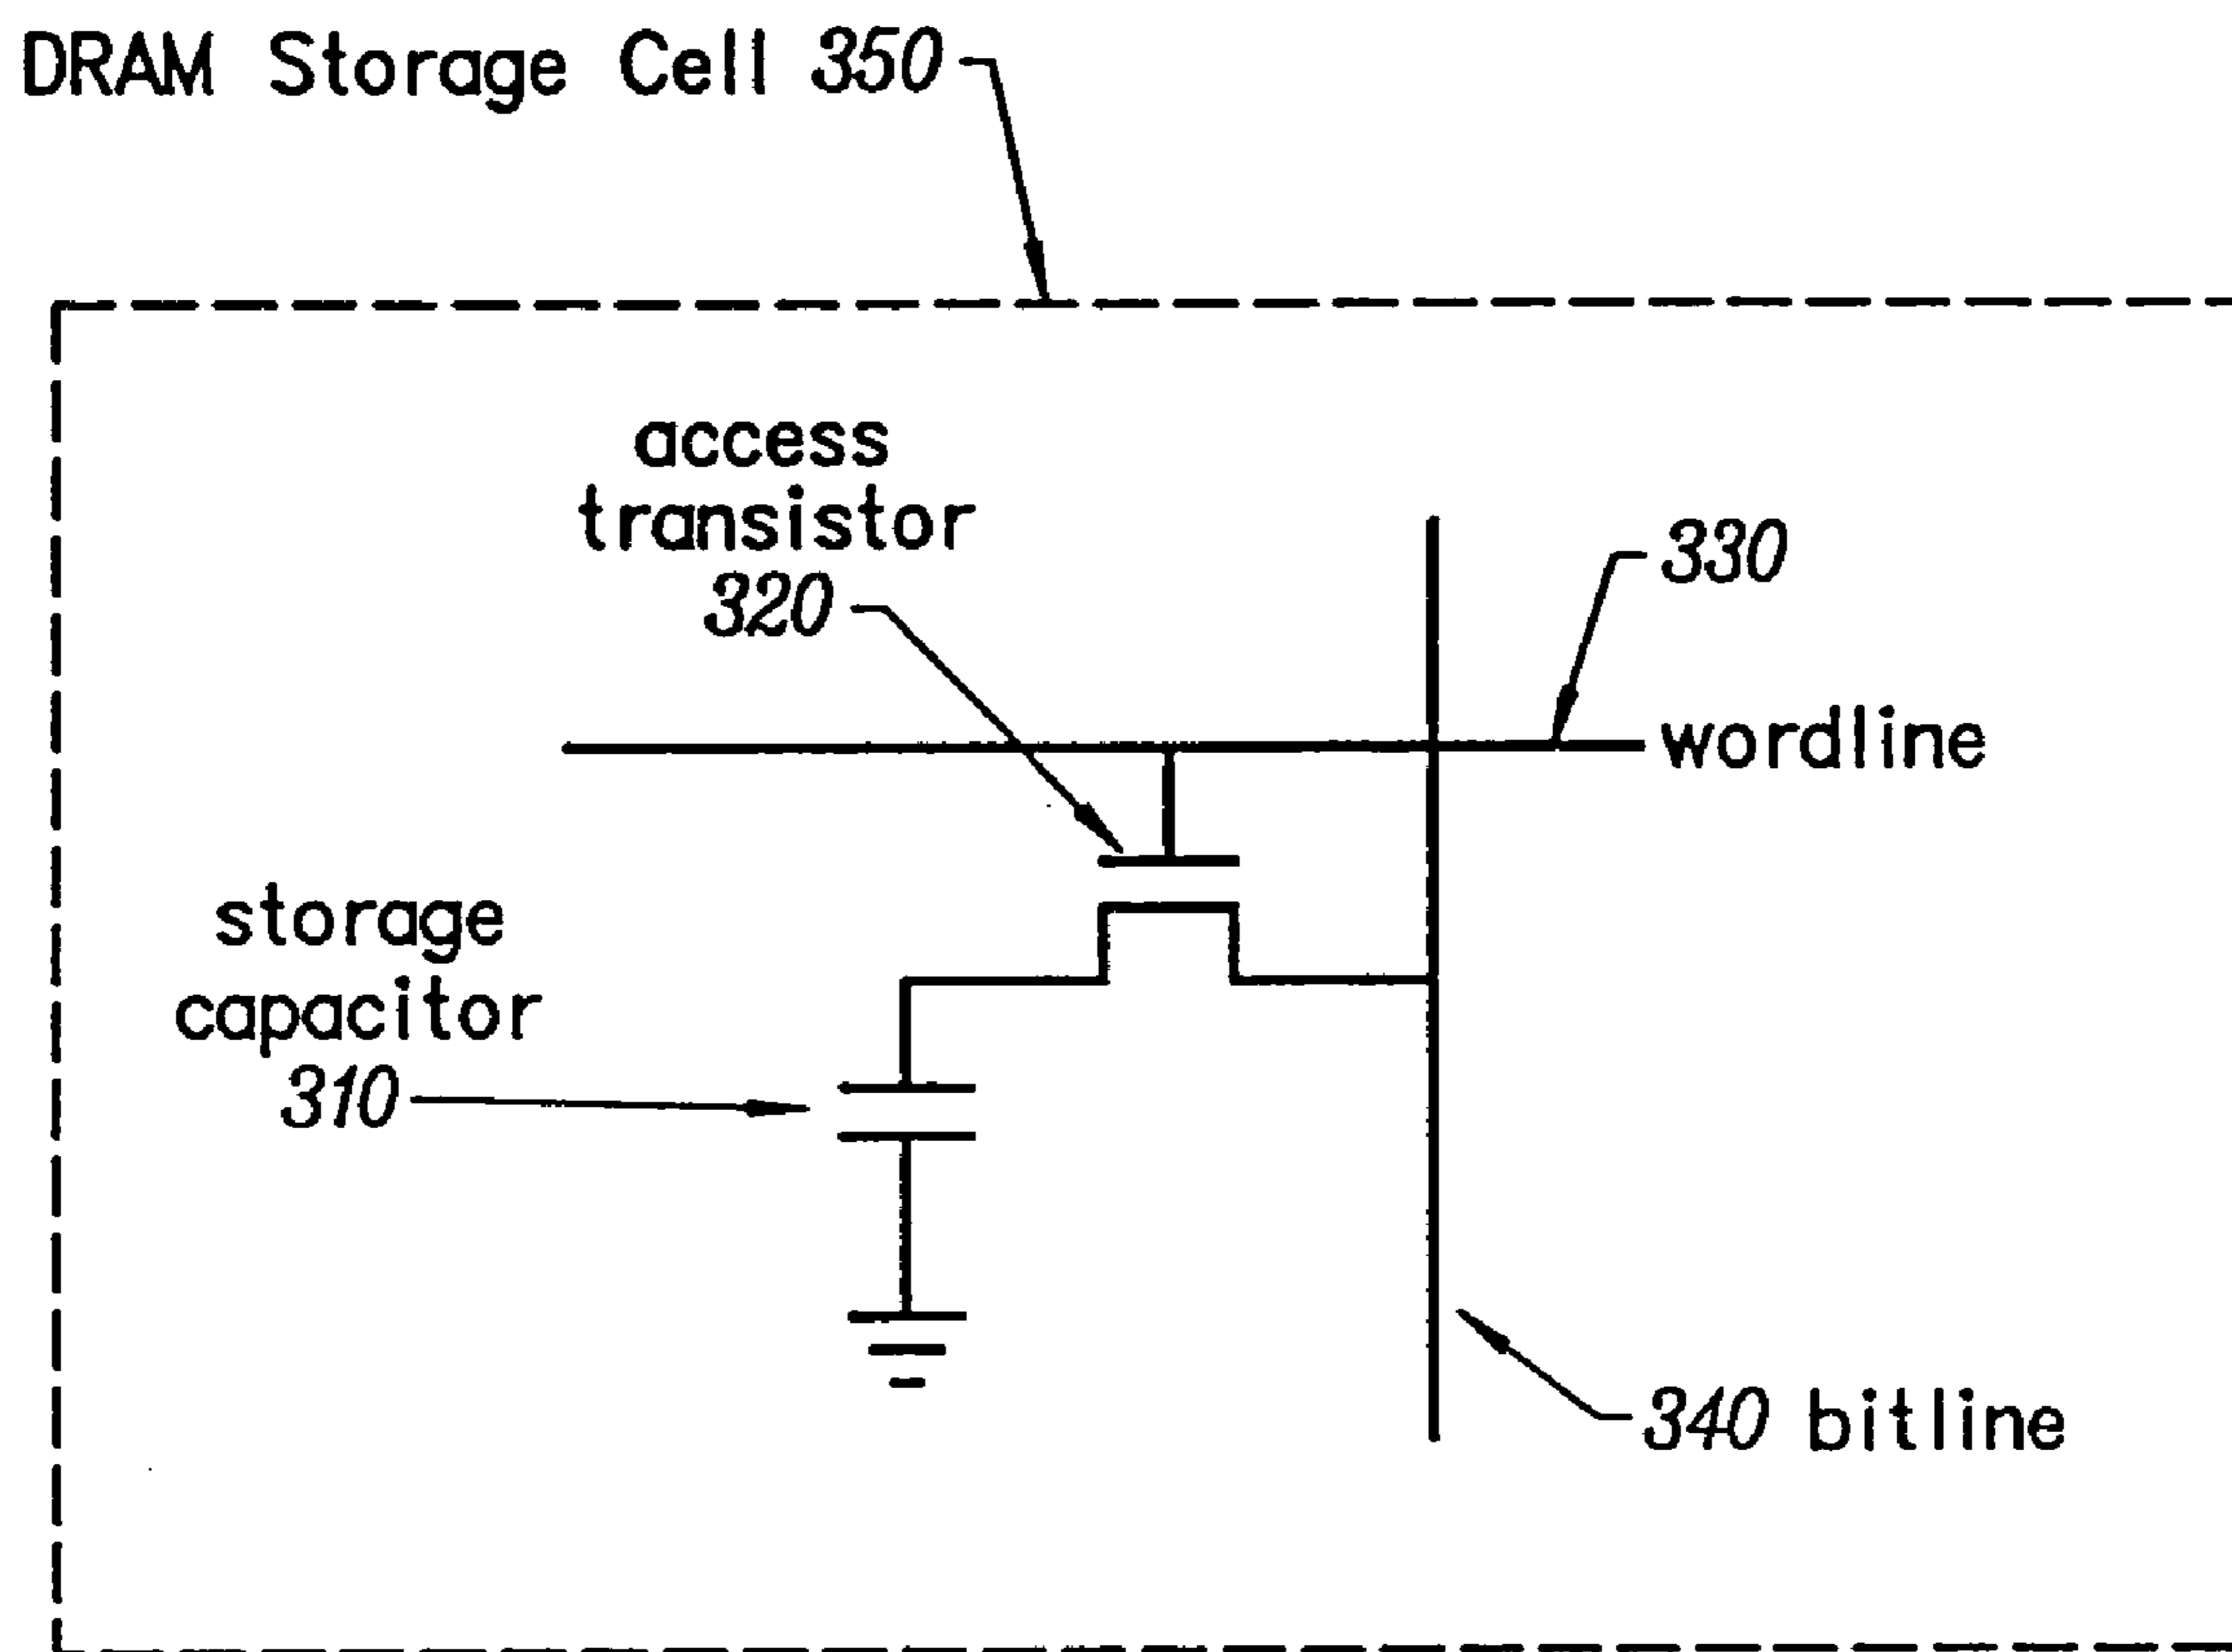 DRAM Storage Cell 350
access
transistor
320
330
wordline
storage
capacitor
310
340 bitline